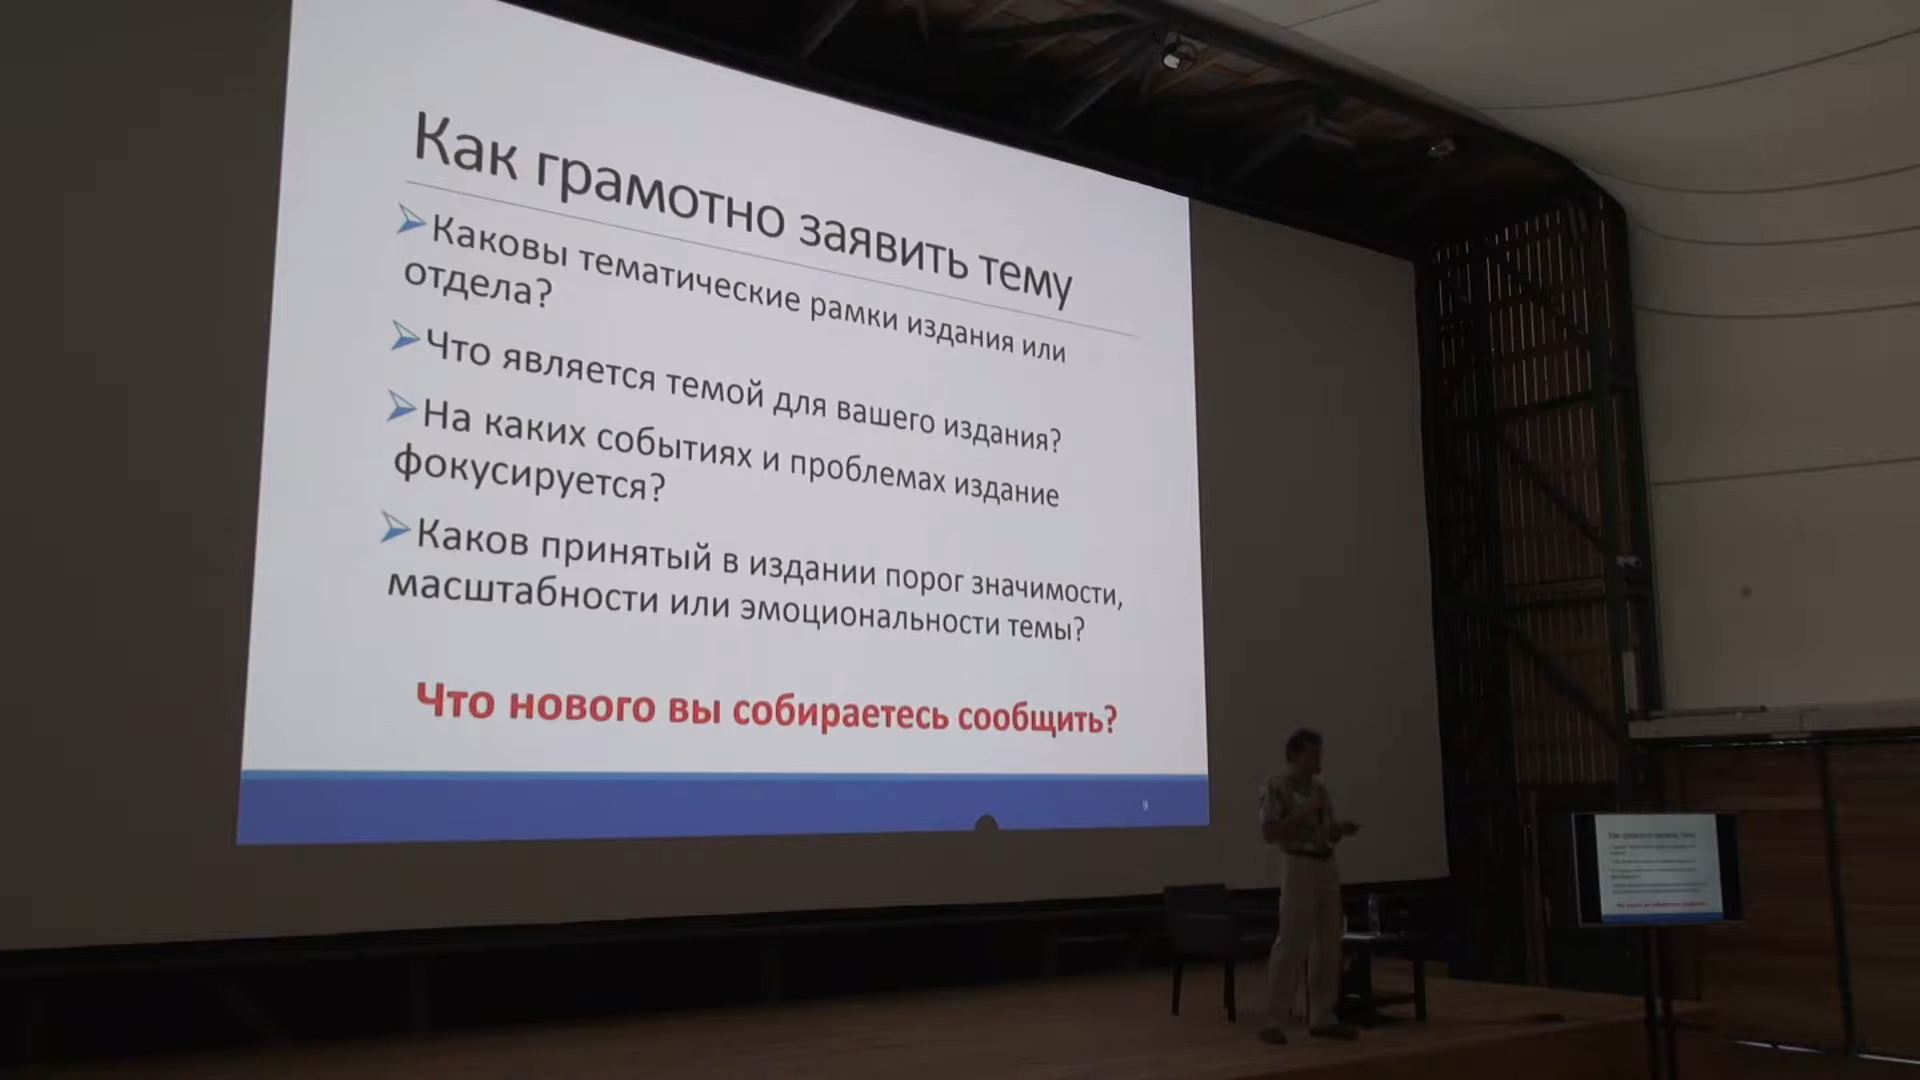 Как грамотно заявить тему
Каковы тематические рамки издания или
отдела?
Что является темой для вашего издания?
На каких событиях и проблемах издание
фокусируется?
Каков принятый в издании порог значимости,
масштабности или эмоциональности темы?
Что нового вы собираетесь сообщить?
9